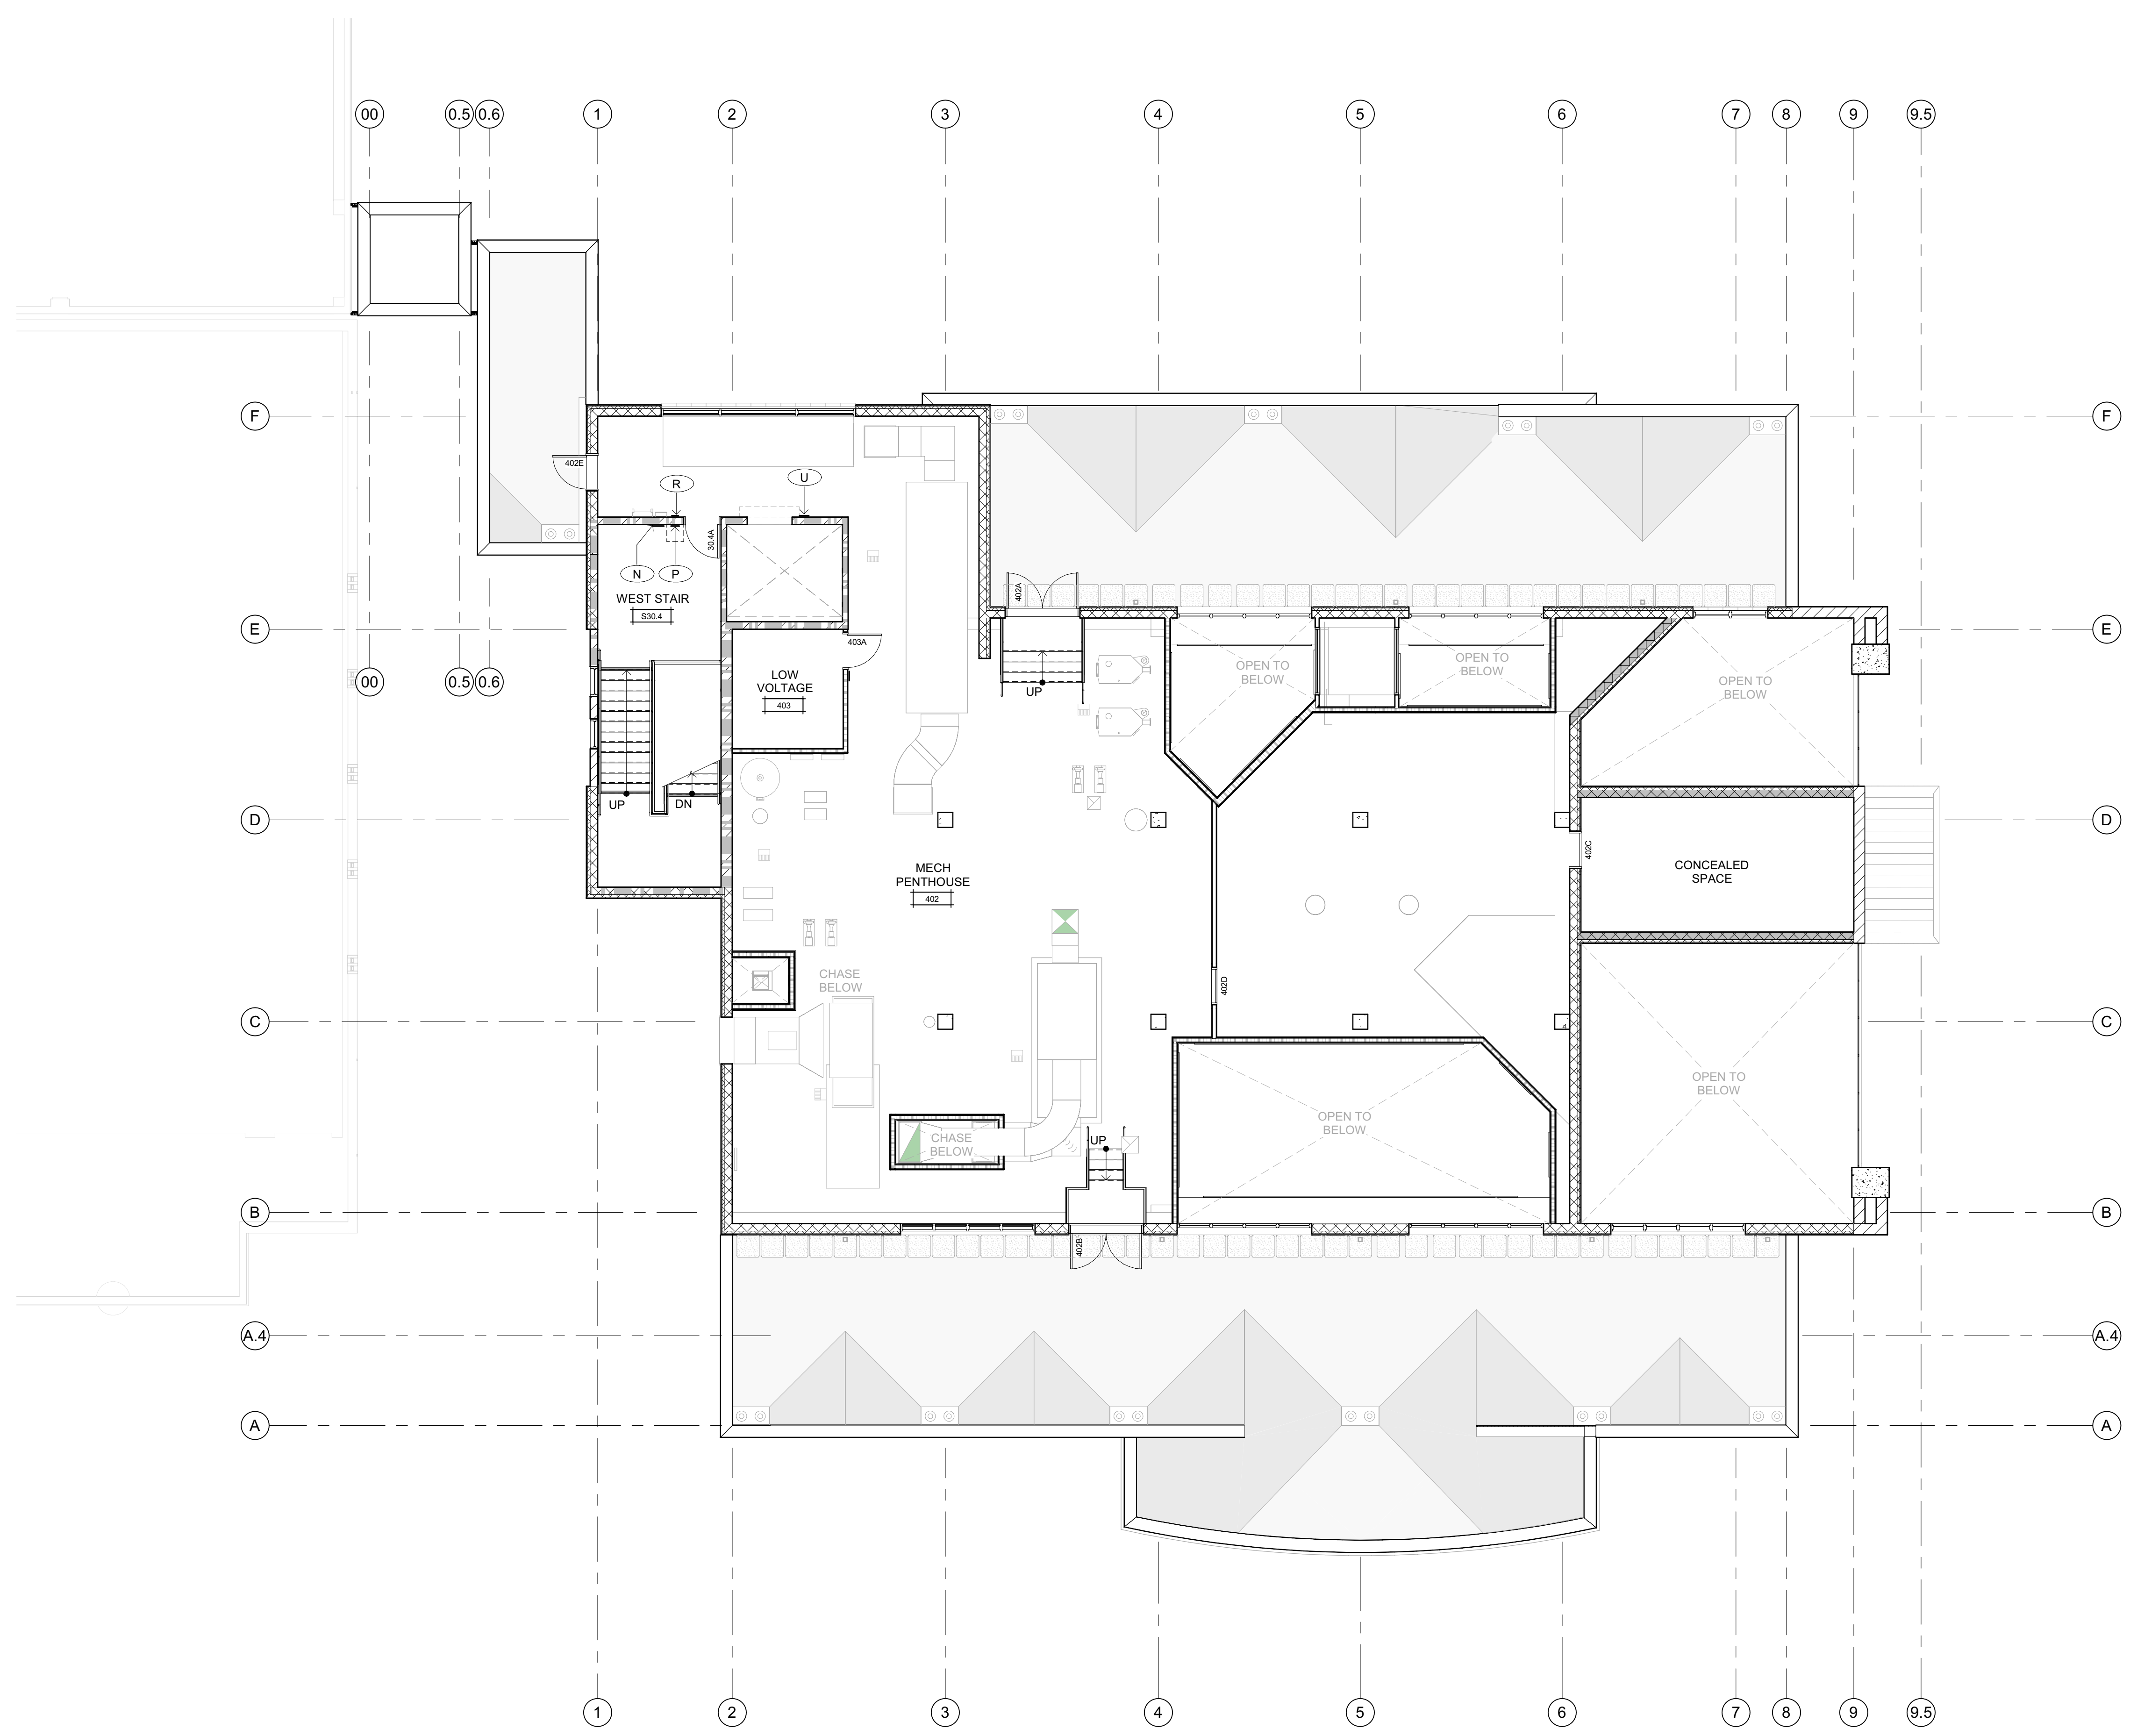 00
0.5
0.6
1
2
3
4
5
6
7
8
9
9.5
F
F
402E
R
U
30.4A
N
P
402A
WEST STAIR
S30.4
E
E
403A
OPEN TO
BELOW
OPEN TO
BELOW
00
0.5
0.6
LOW
VOLTAGE
403
UP
OPEN TO
BELOW
UP
DN
D
D
402C
MECH
PENTHOUSE
402
CONCEALED
SPACE
CHASE
BELOW
402D
C
C
OPEN TO
BELOW
OPEN TO
BELOW
CHASE
BELOW
UP
B
B
402B
A.4
A.4
A
A
1
2
3
4
5
6
7
8
9
9.5